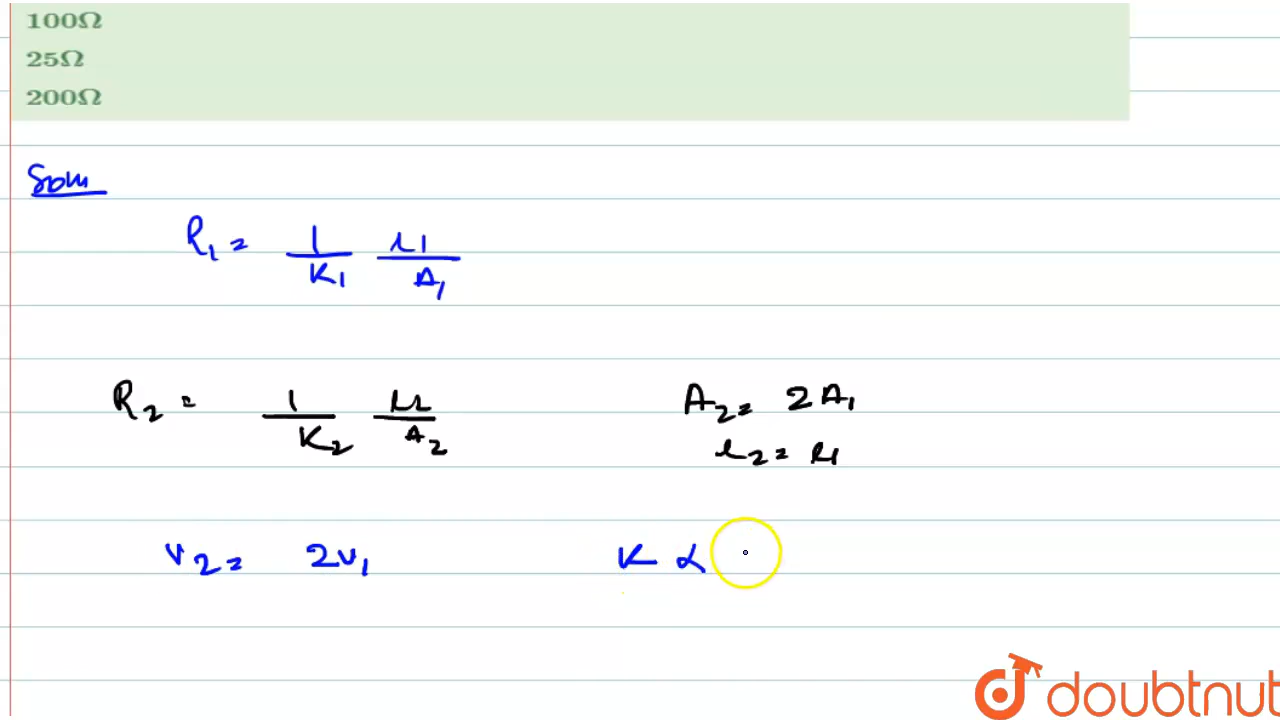 100Ω
25Ω
200Ω
Som
R₁ = 1/K₁ l1/A₁
R₂ = 1/K₂ l2/A₂
A₂ = 2A₁
l₂ = l1
V₂ = 2V₁
K ∝
doubtnut